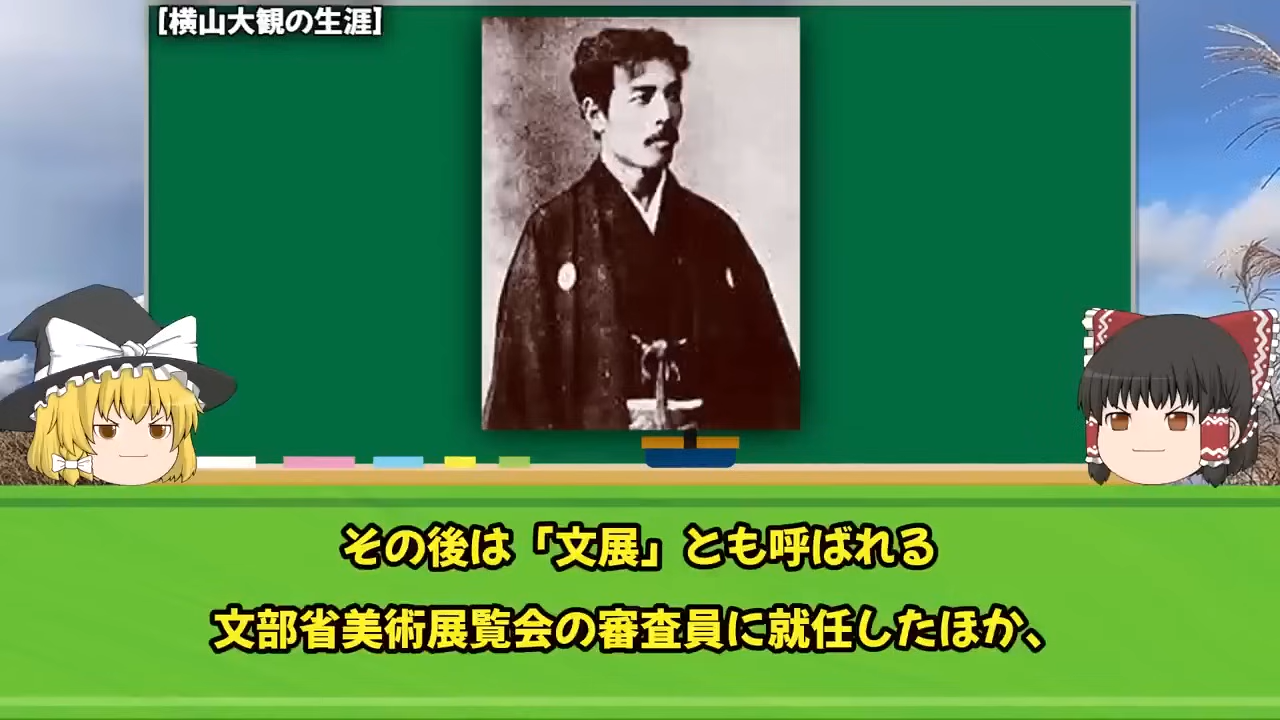 [横山大観の生涯]
その後は「文展」とも呼ばれる
文部省美術展覧会の審査員に就任したほか、